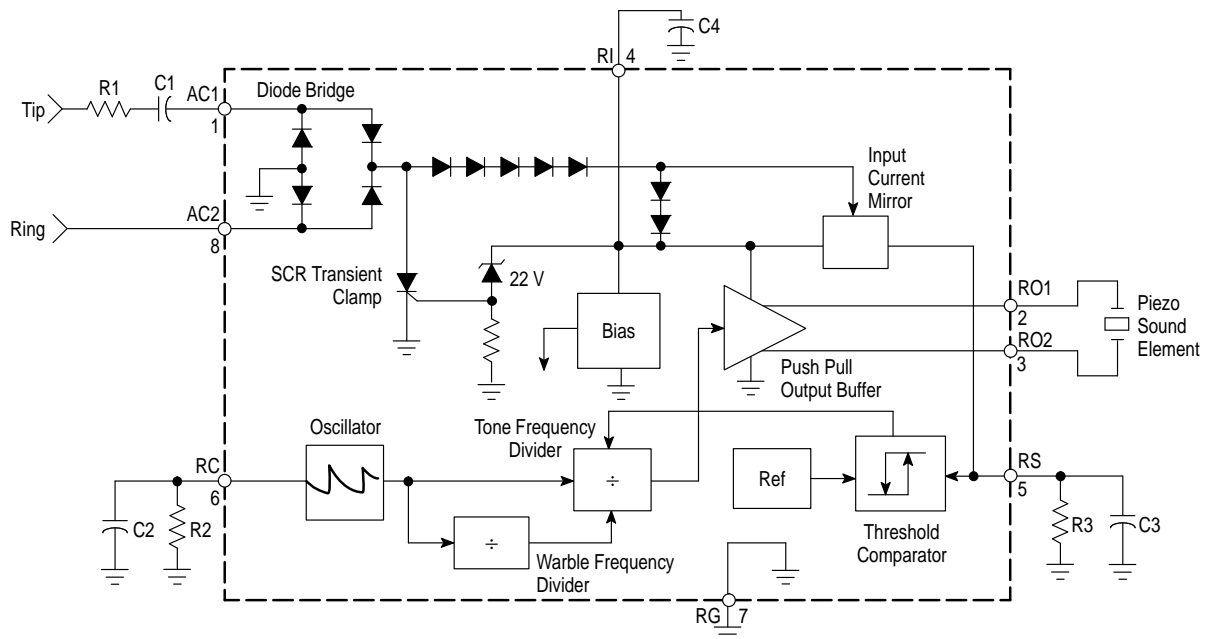 C4
RI 4
R1
C1
AC1
Diode Bridge
Tip
1
Input
Current
Mirror
AC2
Ring
8
SCR Transient
Clamp
22 V
RO1
2
Piezo
Sound
Element
Bias
RO2
3
Push Pull
Output Buffer
Oscillator
Tone Frequency
Divider
RC
6
÷
Ref
RS
5
C2
R2
÷
R3
C3
Threshold
Comparator
Warble Frequency
Divider
RG 7